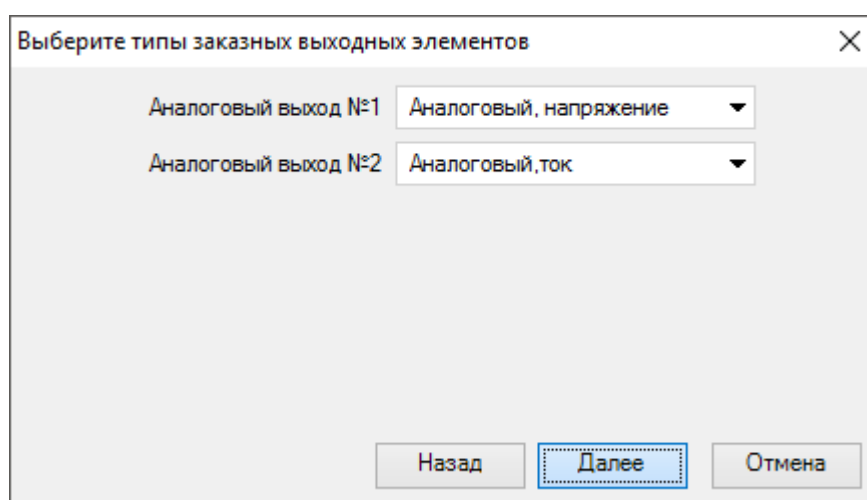 Выберите типы заказных выходных элементов
Аналоговый выход №1 Аналоговый, напряжение
Аналоговый выход №2 Аналоговый,ток
Назад Далее Отмена